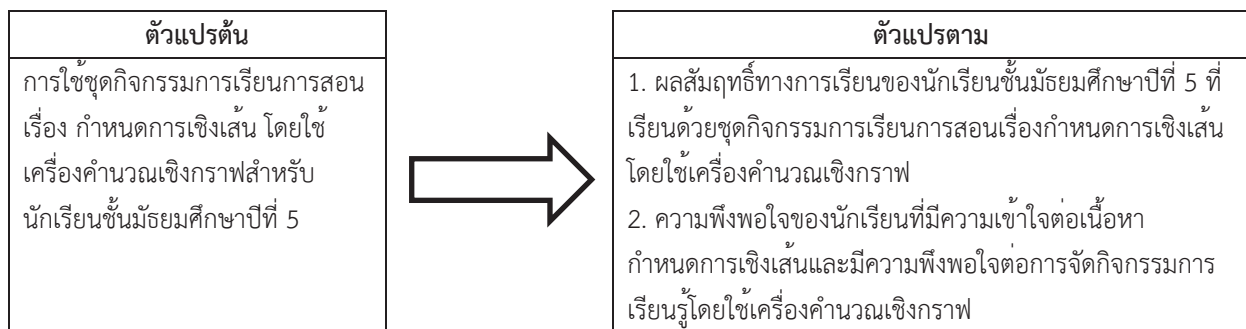 ตัวแปรต้น
การใช้ชุดกิจกรรมการเรียนการสอน
เรื่อง กำหนดการเชิงเส้น โดยใช้
เครื่องคำนวณเชิงกราฟสำหรับ
นักเรียนชั้นมัธยมศึกษาปีที่ 5
ตัวแปรตาม
1. ผลสัมฤทธิ์ทางการเรียนของนักเรียนชั้นมัธยมศึกษาปีที่ 5 ที่
เรียนด้วยชุดกิจกรรมการเรียนการสอนเรื่องกำหนดการเชิงเส้น
โดยใช้เครื่องคำนวณเชิงกราฟ
2. ความพึงพอใจของนักเรียนที่มีความเข้าใจต่อเนื้อหา
กำหนดการเชิงเส้นและมีความพึงพอใจต่อการจัดกิจกรรมการ
เรียนรู้โดยใช้เครื่องคำนวณเชิงกราฟ